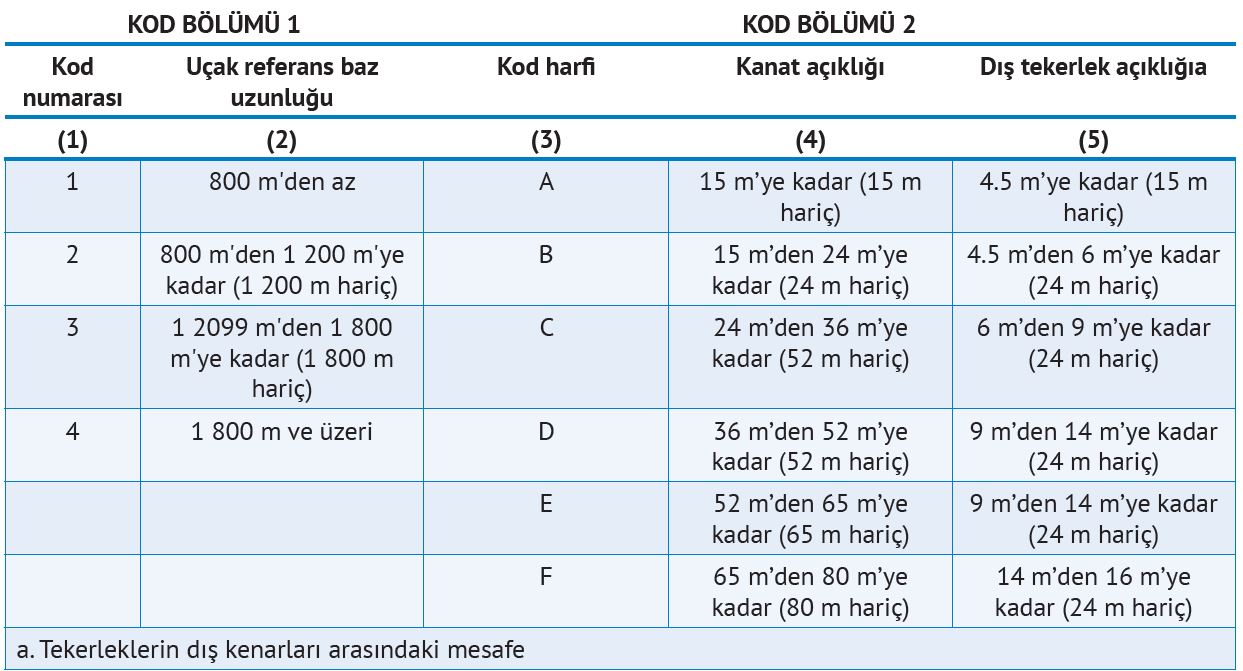 KOD BÖLÜMÜ 1 KOD BÖLÜMÜ 2
Kod numarası Uçak referans baz uzunluğu Kod harfi Kanat açıklığı Dış tekerlek açıklığıa
(1) (2) (3) (4) (5)
1 800 m'den az A 15 m’ye kadar (15 m hariç) 4.5 m’ye kadar (15 m hariç)
2 800 m'den 1 200 m'ye kadar (1 200 m hariç) B 15 m’den 24 m’ye kadar (24 m hariç) 4.5 m’den 6 m’ye kadar (24 m hariç)
3 1 2099 m'den 1 800 m'ye kadar (1 800 m hariç) C 24 m’den 36 m’ye kadar (52 m hariç) 6 m’den 9 m’ye kadar (24 m hariç)
4 1 800 m ve üzeri D 36 m’den 52 m’ye kadar (52 m hariç) 9 m’den 14 m’ye kadar (24 m hariç)
E 52 m’den 65 m’ye kadar (65 m hariç) 9 m’den 14 m’ye kadar (24 m hariç)
F 65 m’den 80 m’ye kadar (80 m hariç) 14 m’den 16 m’ye kadar (24 m hariç)
a. Tekerleklerin dış kenarları arasındaki mesafe